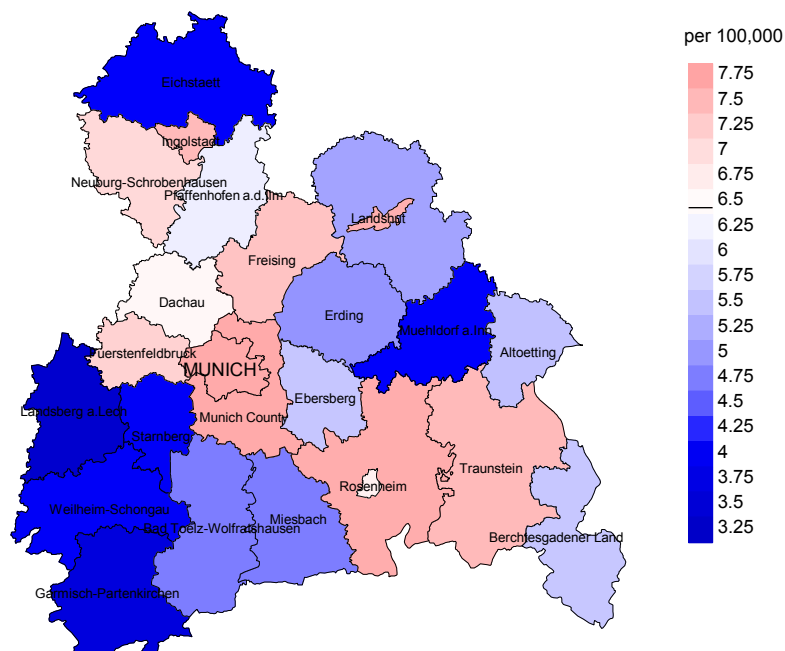 per 100,000
7.75
7.5
7.25
7
6.75
6.5
6.25
6
5.75
5.5
5.25
5
4.75
4.5
4.25
4
3.75
3.5
3.25
Eichstaett
Ingolstadt
Neuburg-Schrobenhausen
Pfaffenhofen a.d.Ilm
Landshut
Freising
Dachau
Erding
Muehldorf a.Inn
Altoetting
Fuerstenfeldbruck
MUNICH
Ebersberg
Landsberg a.Lech
Munich County
Starnberg
Traunstein
Rosenheim
Weilheim-Schongau
Miesbach
Bad Toelz-Wolfratshausen
Berchtesgadener Land
Garmisch-Partenkirchen